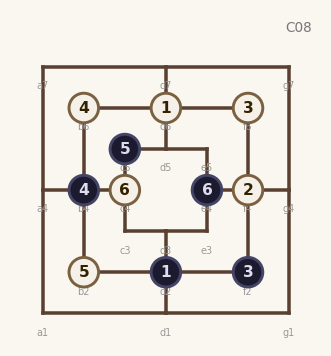 C08
a7 d7 g7
4 1 3
b6 d6 f6
5
c5 d5 e5
4 6 6 2
a4 b4 c4 e4 f4 g4
c3 d3 e3
5 1 3
b2 d2 f2
a1 d1 g1